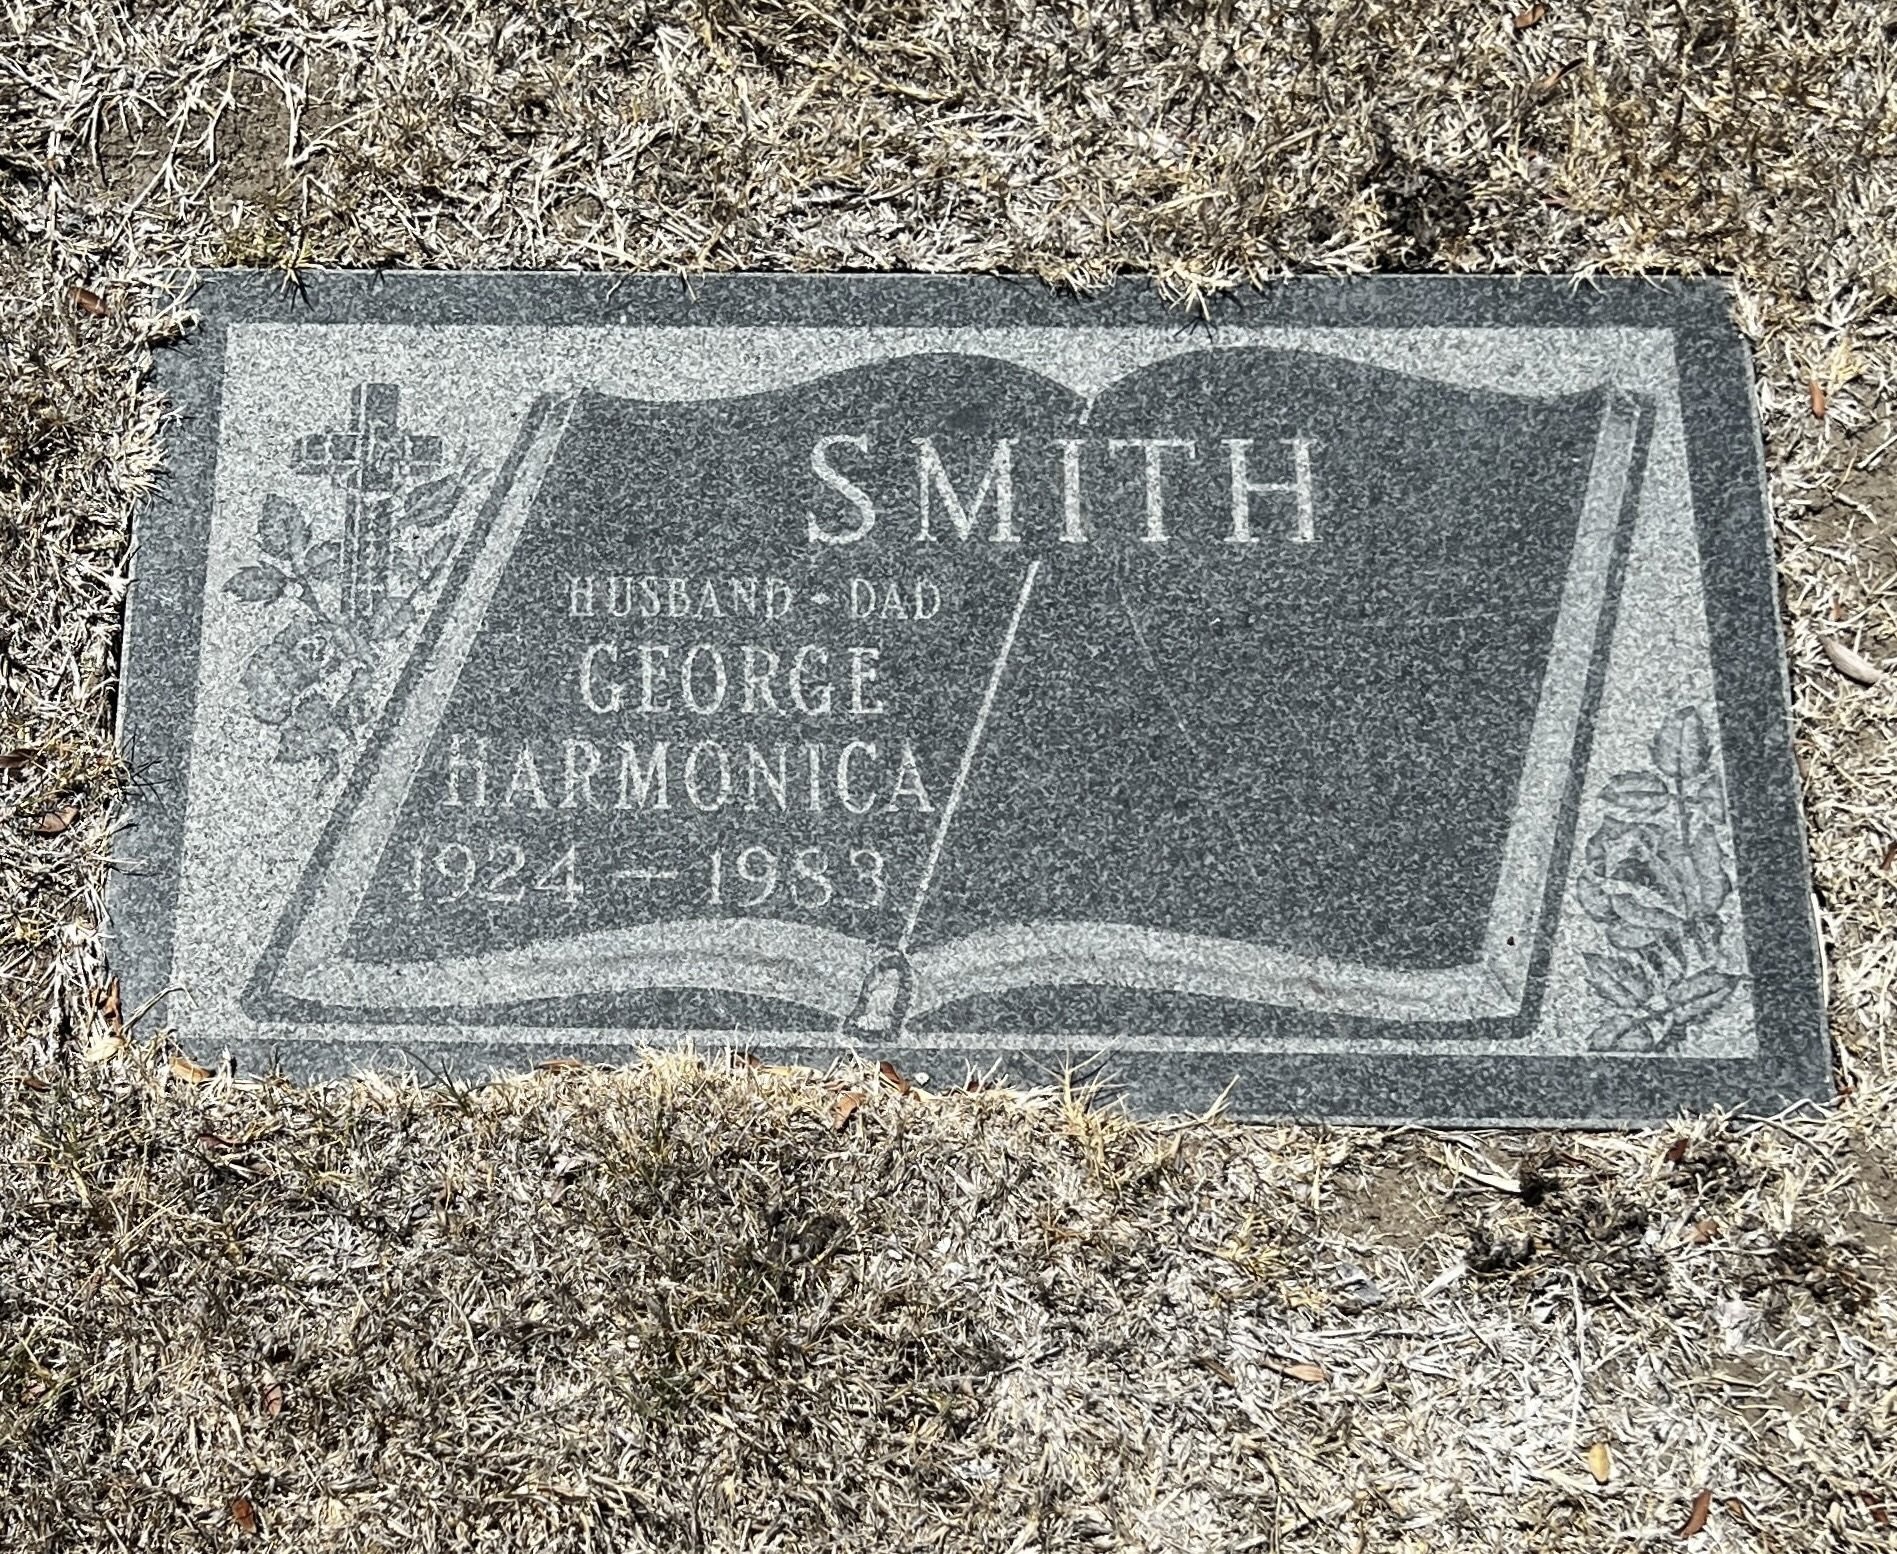 SMITH
HUSBAND - DAD
GEORGE
HARMONICA
1924 — 1983